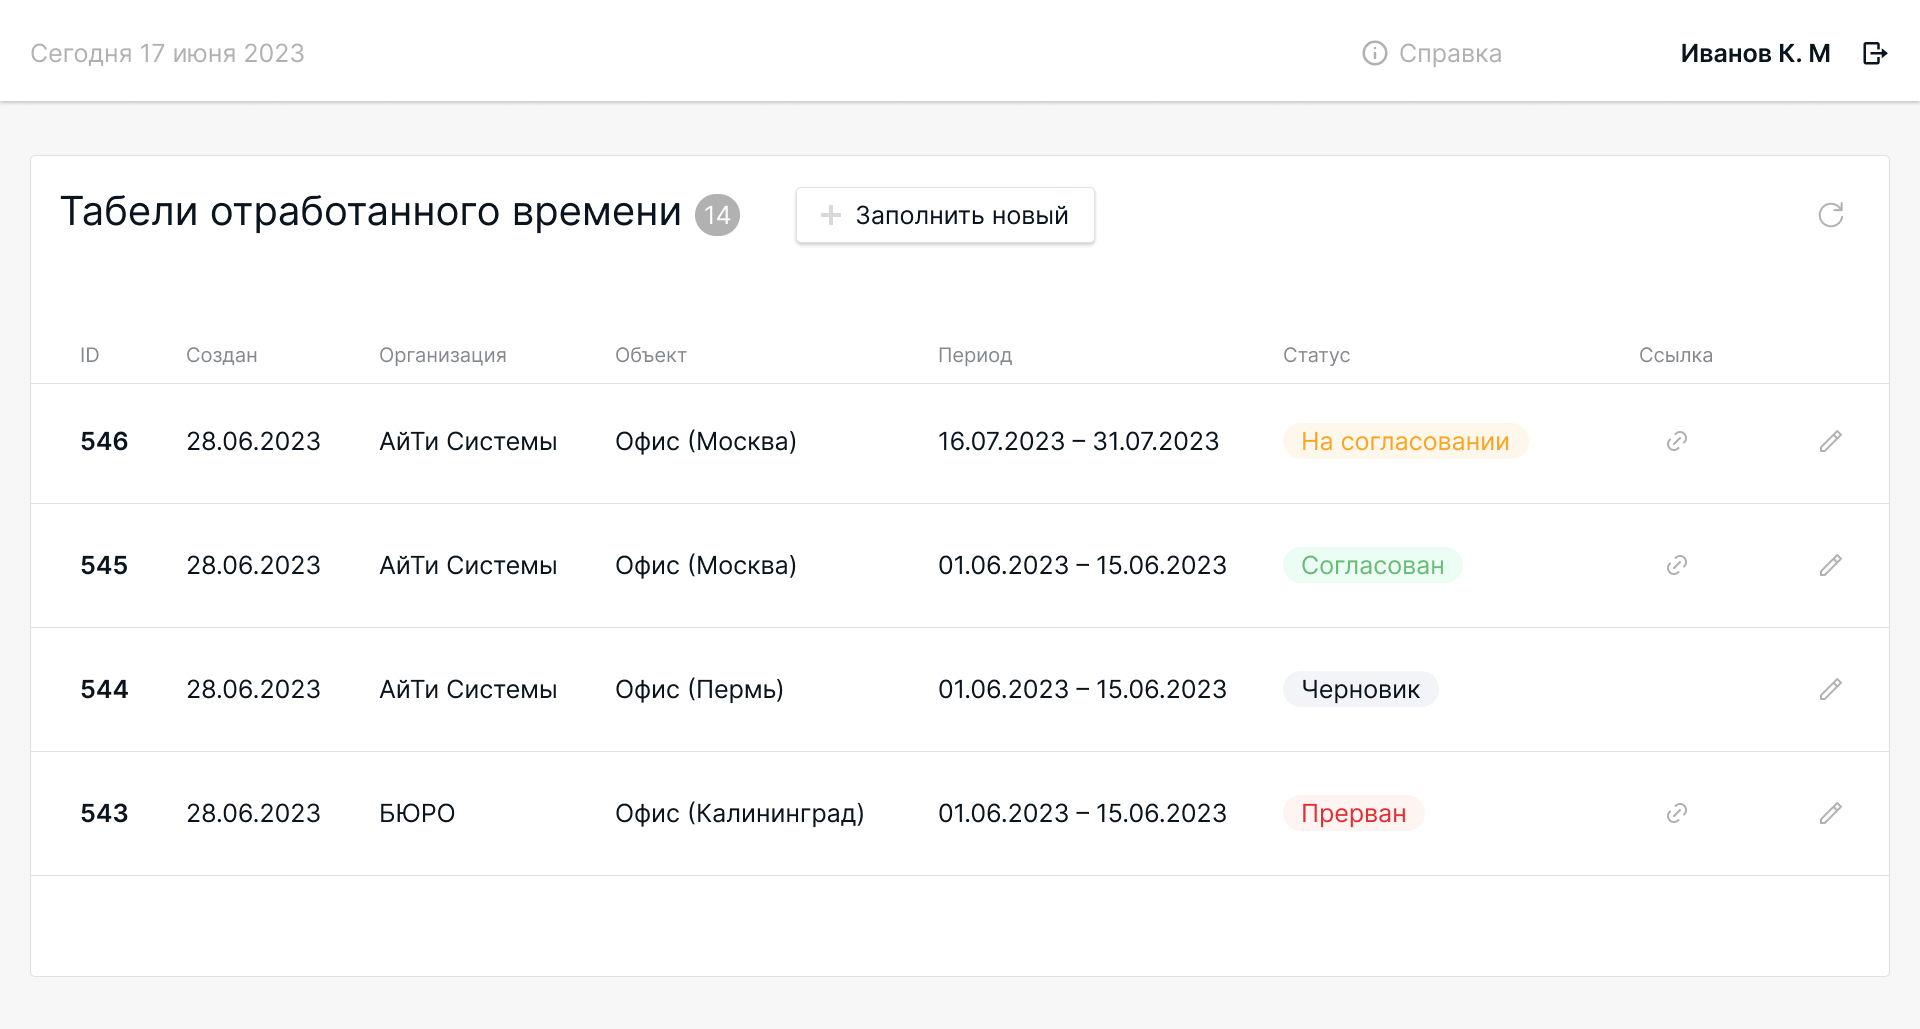 Сегодня 17 июня 2023 Справка Иванов К. М
Табели отработанного времени 14 Заполнить новый
ID Создан Организация Объект Период Статус Ссылка
546 28.06.2023 АйТи Системы Офис (Москва) 16.07.2023 – 31.07.2023 На согласовании
545 28.06.2023 АйТи Системы Офис (Москва) 01.06.2023 – 15.06.2023 Согласован
544 28.06.2023 АйТи Системы Офис (Пермь) 01.06.2023 – 15.06.2023 Черновик
543 28.06.2023 БЮРО Офис (Калининград) 01.06.2023 – 15.06.2023 Прерван